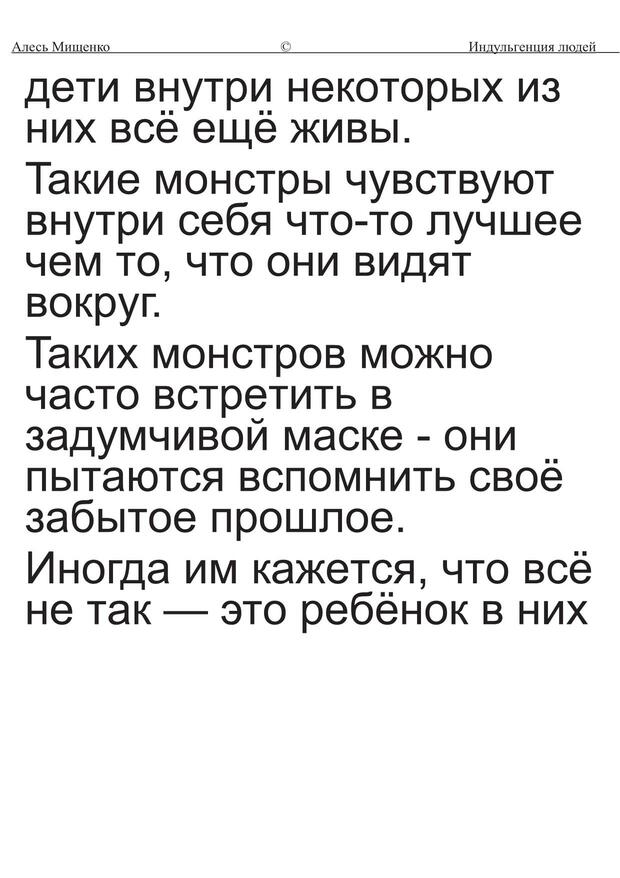 Алесь Мищенко © Индульгенция людей
дети внутри некоторых из
них всё ещё живы.
Такие монстры чувствуют
внутри себя что-то лучшее
чем то, что они видят
вокруг.
Таких монстров можно
часто встретить в
задумчивой маске - они
пытаются вспомнить своё
забытое прошлое.
Иногда им кажется, что всё
не так — это ребёнок в них